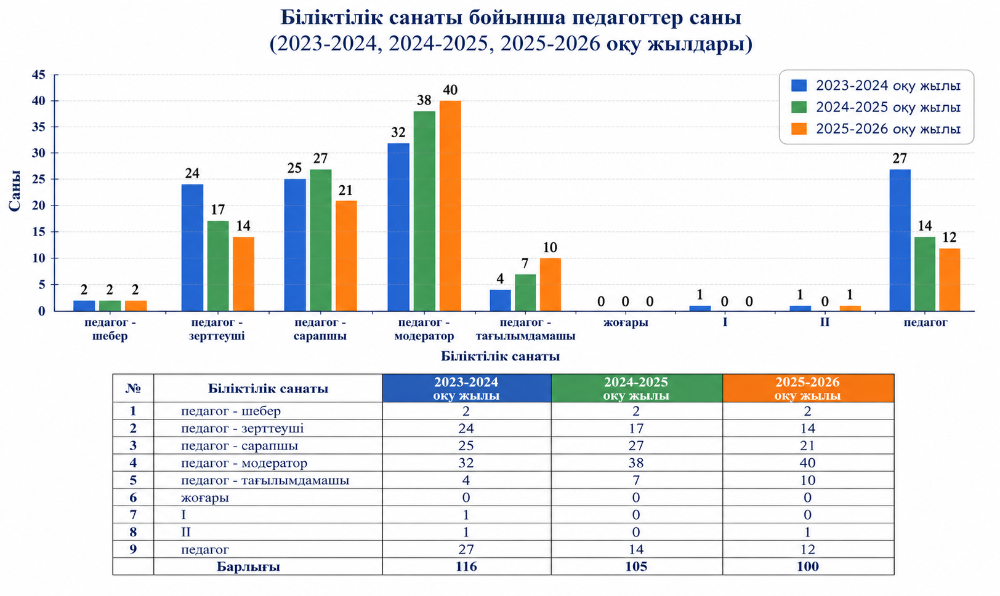 Біліктілік санаты бойынша педагогтер саны
(2023-2024, 2024-2025, 2025-2026 оқу жылдары)
2023-2024 оқу жылы
2024-2025 оқу жылы
2025-2026 оқу жылы
Саны
45
40
35
30
25
20
15
10
5
0
2 2 2
24 17 14
25 27 21
32 38 40
4 7 10
0 0 0
1 0 0
1 0 1
27 14 12
педагог -
шебер
педагог -
зерттеуші
педагог -
сарапшы
педагог -
модератор
педагог -
тағылымдамашы
жоғары
I
II
педагог
Біліктілік санаты
№ Біліктілік санаты 2023-2024 оқу жылы 2024-2025 оқу жылы 2025-2026 оқу жылы
1 педагог - шебер 2 2 2
2 педагог - зерттеуші 24 17 14
3 педагог - сарапшы 25 27 21
4 педагог - модератор 32 38 40
5 педагог - тағылымдамашы 4 7 10
6 жоғары 0 0 0
7 I 1 0 0
8 II 1 0 1
9 педагог 27 14 12
Барлығы 116 105 100